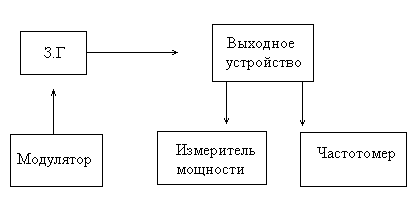 З.Г
Выходное
устройство
Модулятор
Измеритель
мощности
Частотомер